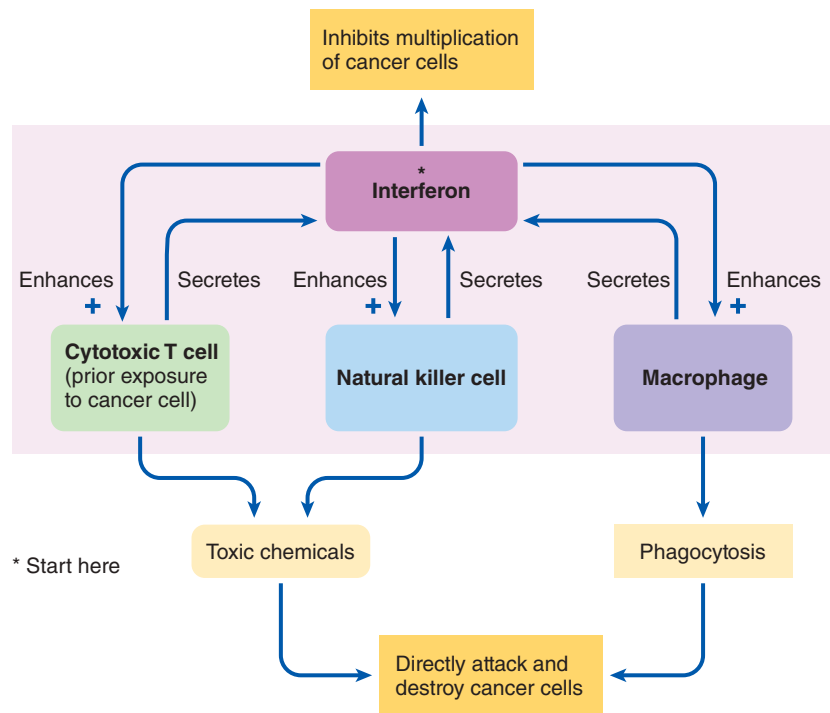 Inhibits multiplication
of cancer cells
*
Interferon
Enhances
+
Secretes
Enhances
+
Secretes
Secretes
Enhances
+
Cytotoxic T cell
(prior exposure
to cancer cell)
Natural killer cell
Macrophage
Toxic chemicals
Phagocytosis
* Start here
Directly attack and
destroy cancer cells